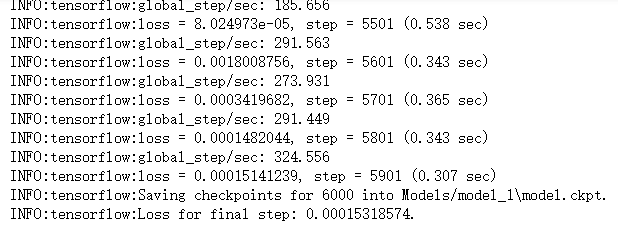 INFO:tensorflow:global_step/sec: 185.656
INFO:tensorflow:loss = 8.024973e-05, step = 5501 (0.538 sec)
INFO:tensorflow:global_step/sec: 291.563
INFO:tensorflow:loss = 0.0018008756, step = 5601 (0.343 sec)
INFO:tensorflow:global_step/sec: 273.931
INFO:tensorflow:loss = 0.0003419682, step = 5701 (0.365 sec)
INFO:tensorflow:global_step/sec: 291.449
INFO:tensorflow:loss = 0.0001482044, step = 5801 (0.343 sec)
INFO:tensorflow:global_step/sec: 324.556
INFO:tensorflow:loss = 0.00015141239, step = 5901 (0.307 sec)
INFO:tensorflow:Saving checkpoints for 6000 into Models/model_1\model.ckpt.
INFO:tensorflow:Loss for final step: 0.00015318574.